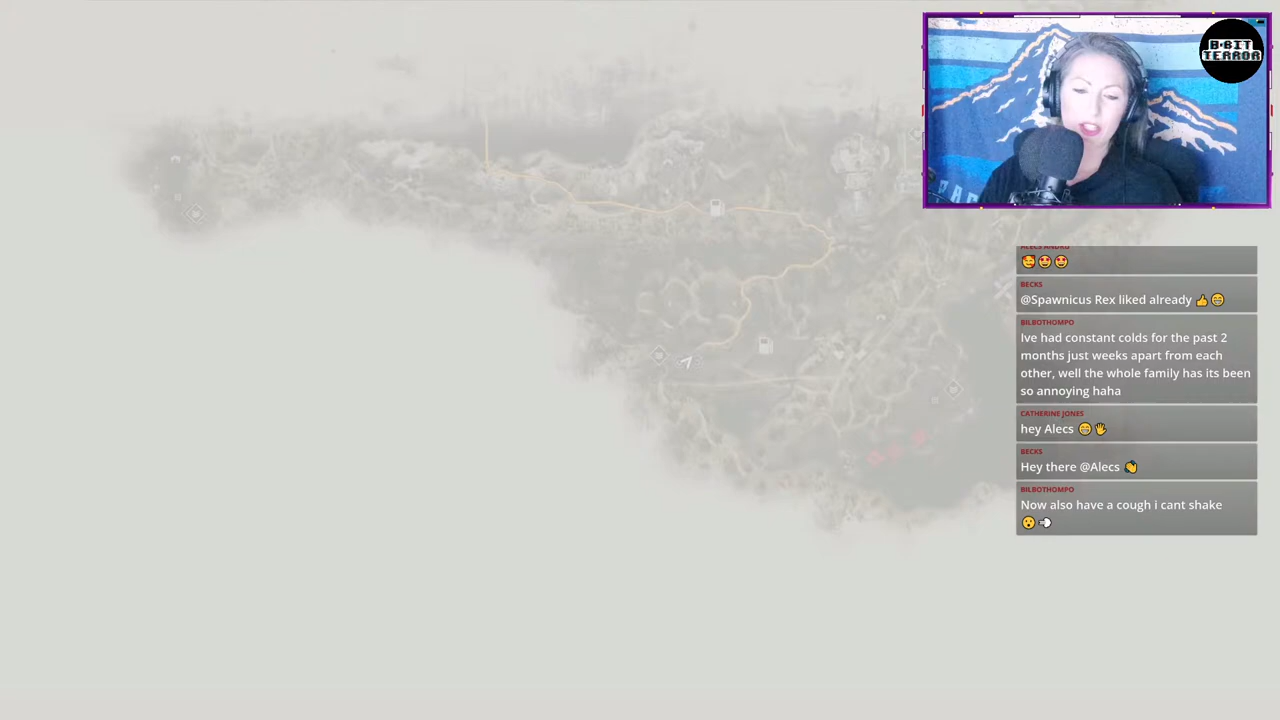 8-BIT
TERROR
ALECS ANDRU
🥰🤩🤩
BECKS
@Spawnicus Rex liked already 👍😁
BILBOTHOMPO
Ive had constant colds for the past 2
months just weeks apart from each
other, well the whole family has its been
so annoying haha
CATHERINE JONES
hey Alecs 😁🖐
BECKS
Hey there @Alecs 👏
BILBOTHOMPO
Now also have a cough i cant shake
😮💨